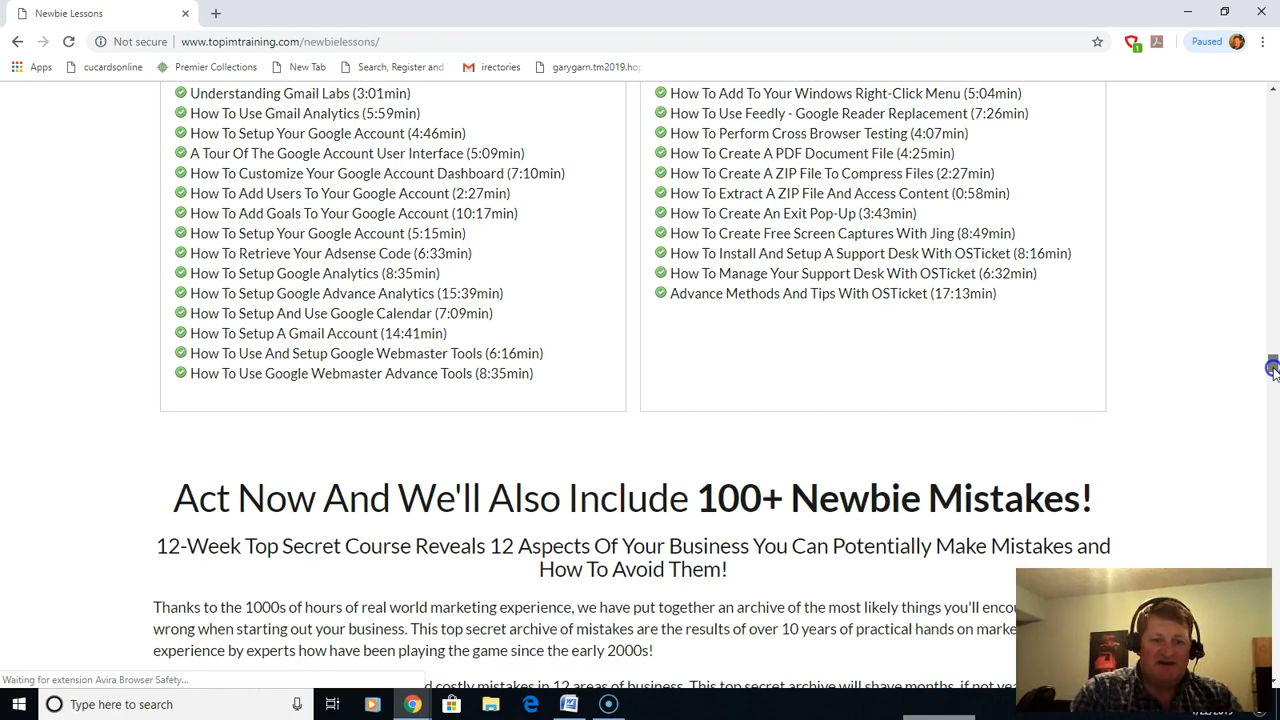 Newbie Lessons
Not secure
www.topimtraining.com/newbielessons/
1
Paused
Apps
cucardsonline
Premier Collections
New Tab
Search, Register and
irectories
garygarn.tm2019.hop
Understanding Gmail Labs (3:01min)
How To Use Gmail Analytics (5:59min)
How To Setup Your Google Account (4:46min)
A Tour Of The Google Account User Interface (5:09min)
How To Customize Your Google Account Dashboard (7:10min)
How To Add Users To Your Google Account (2:27min)
How To Add Goals To Your Google Account (10:17min)
How To Setup Your Google Account (5:15min)
How To Retrieve Your Adsense Code (6:33min)
How To Setup Google Analytics (8:35min)
How To Setup Google Advance Analytics (15:39min)
How To Setup And Use Google Calendar (7:09min)
How To Setup A Gmail Account (14:41min)
How To Use And Setup Google Webmaster Tools (6:16min)
How To Use Google Webmaster Advance Tools (8:35min)
How To Add To Your Windows Right-Click Menu (5:04min)
How To Use Feedly - Google Reader Replacement (7:26min)
How To Perform Cross Browser Testing (4:07min)
How To Create A PDF Document File (4:25min)
How To Create A ZIP File To Compress Files (2:27min)
How To Extract A ZIP File And Access Content (0:58min)
How To Create An Exit Pop-Up (3:43min)
How To Create Free Screen Captures With Jing (8:49min)
How To Install And Setup A Support Desk With OSTicket (8:16min)
How To Manage Your Support Desk With OSTicket (6:32min)
Advance Methods And Tips With OSTicket (17:13min)
Act Now And We'll Also Include 100+ Newbie Mistakes!
12-Week Top Secret Course Reveals 12 Aspects Of Your Business You Can Potentially Make Mistakes and
How To Avoid Them!
Thanks to the 1000s of hours of real world marketing experience, we have put together an archive of the most likely things you'll
wrong when starting out your business. This top secret archive of mistakes are the results of over 10 years of practical hands on
experience by experts how have been playing the game since the early 2000s!
costly mistakes in 12 areas of business. This top secret archive will shave months, if not
Waiting for extension Avira Browser Safety...
Type here to search